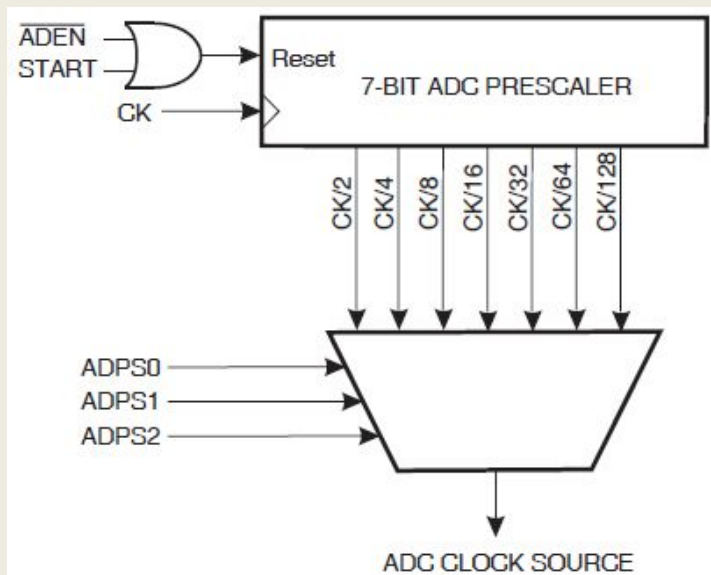 ADEN
START
Reset
7-BIT ADC PRESCALER
CK
CK/2
CK/4
CK/8
CK/16
CK/32
CK/64
CK/128
ADPS0
ADPS1
ADPS2
ADC CLOCK SOURCE